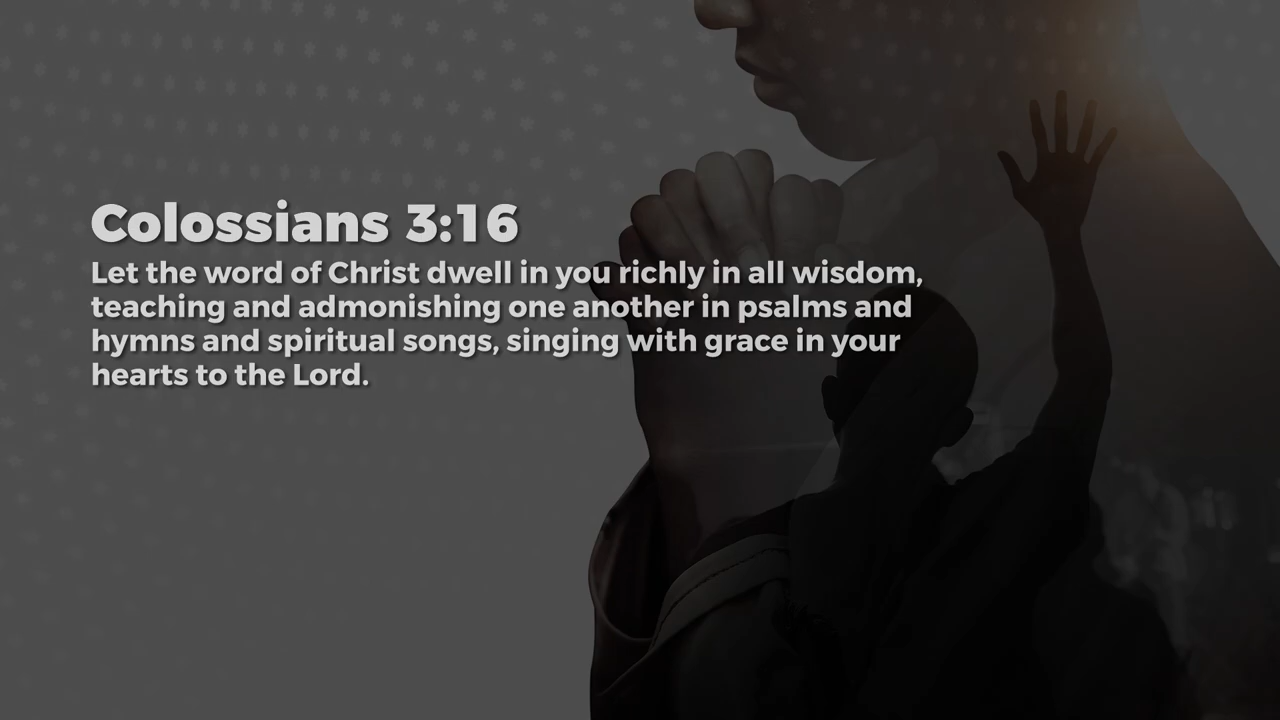 Colossians 3:16
Let the word of Christ dwell in you richly in all wisdom,
teaching and admonishing one another in psalms and
hymns and spiritual songs, singing with grace in your
hearts to the Lord.